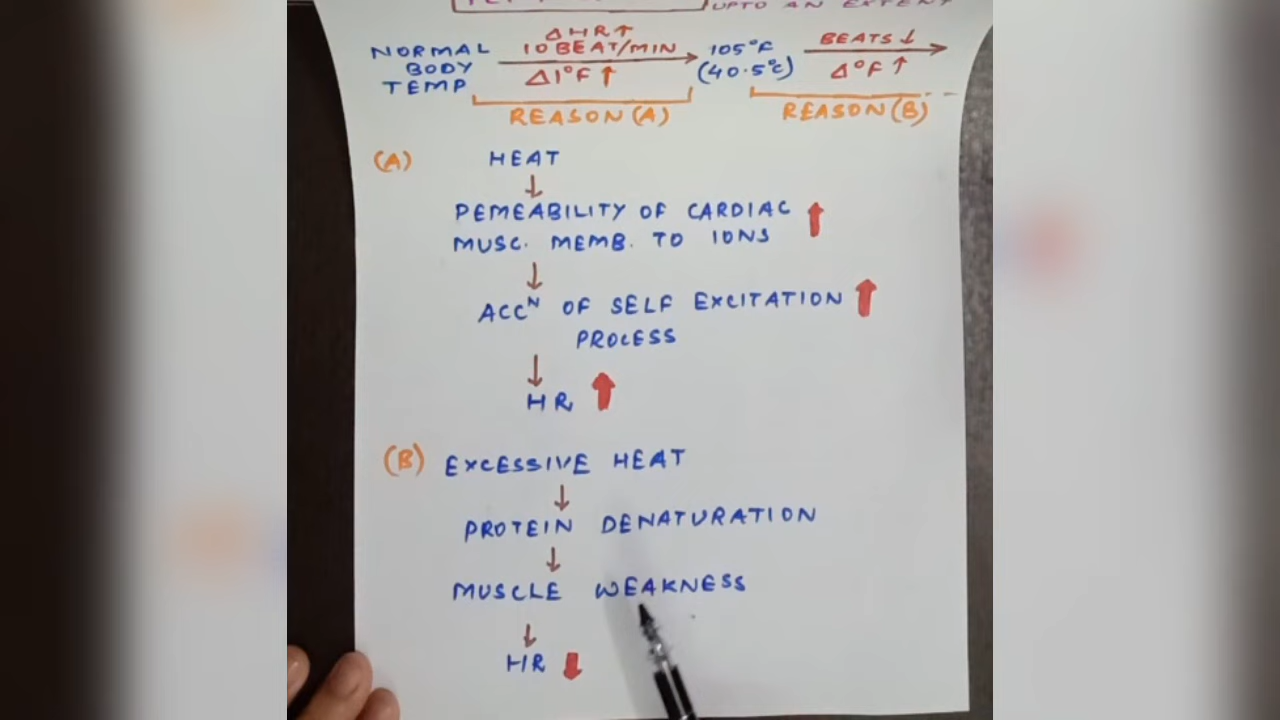 UPTO AN EXTENT
NORMAL BODY TEMP
ΔHR↑
10 BEAT/MIN
Δ1°F ↑
105°F
(40.5°C)
BEATS ↓
Δ°F ↑
REASON (A)
REASON (B)
(A) HEAT
↓
PEMEABILITY OF CARDIAC ↑
MUSC. MEMB. TO IONS
↓
ACCᴺ OF SELF EXCITATION ↑
PROCESS
↓
HR ↑
(B) EXCESSIVE HEAT
↓
PROTEIN DENATURATION
↓
MUSCLE WEAKNESS
↓
HR ↓